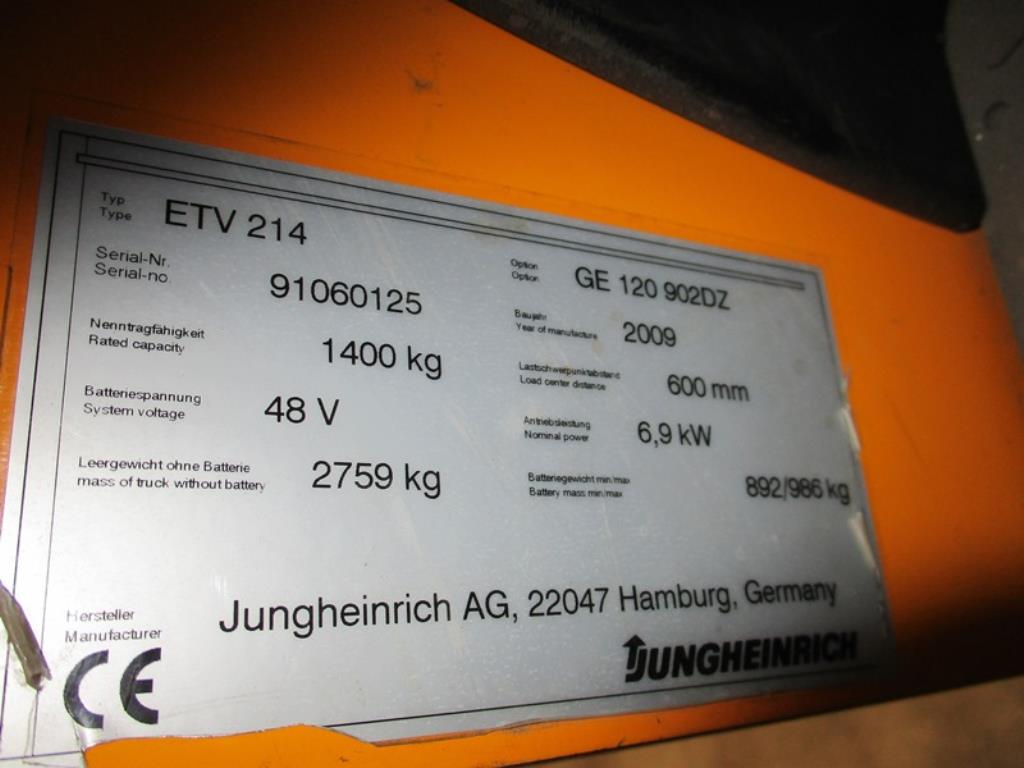 Typ
Type ETV 214
Serial-Nr.
Serial-no. 91060125
Nenntragfähigkeit
Rated capacity 1400 kg
Batteriespannung
System voltage 48 V
Leergewicht ohne Batterie
mass of truck without battery 2759 kg
Option
Option GE 120 902DZ
Baujahr
Year of manufacture 2009
Lastschwerpunktabstand
Load center distance 600 mm
Antriebsleistung
Nominal power 6,9 kW
Batteriegewicht min/max
Battery mass min/max 892/986 kg
Hersteller
Manufacturer Jungheinrich AG, 22047 Hamburg, Germany
CE
JUNGHEINRICH